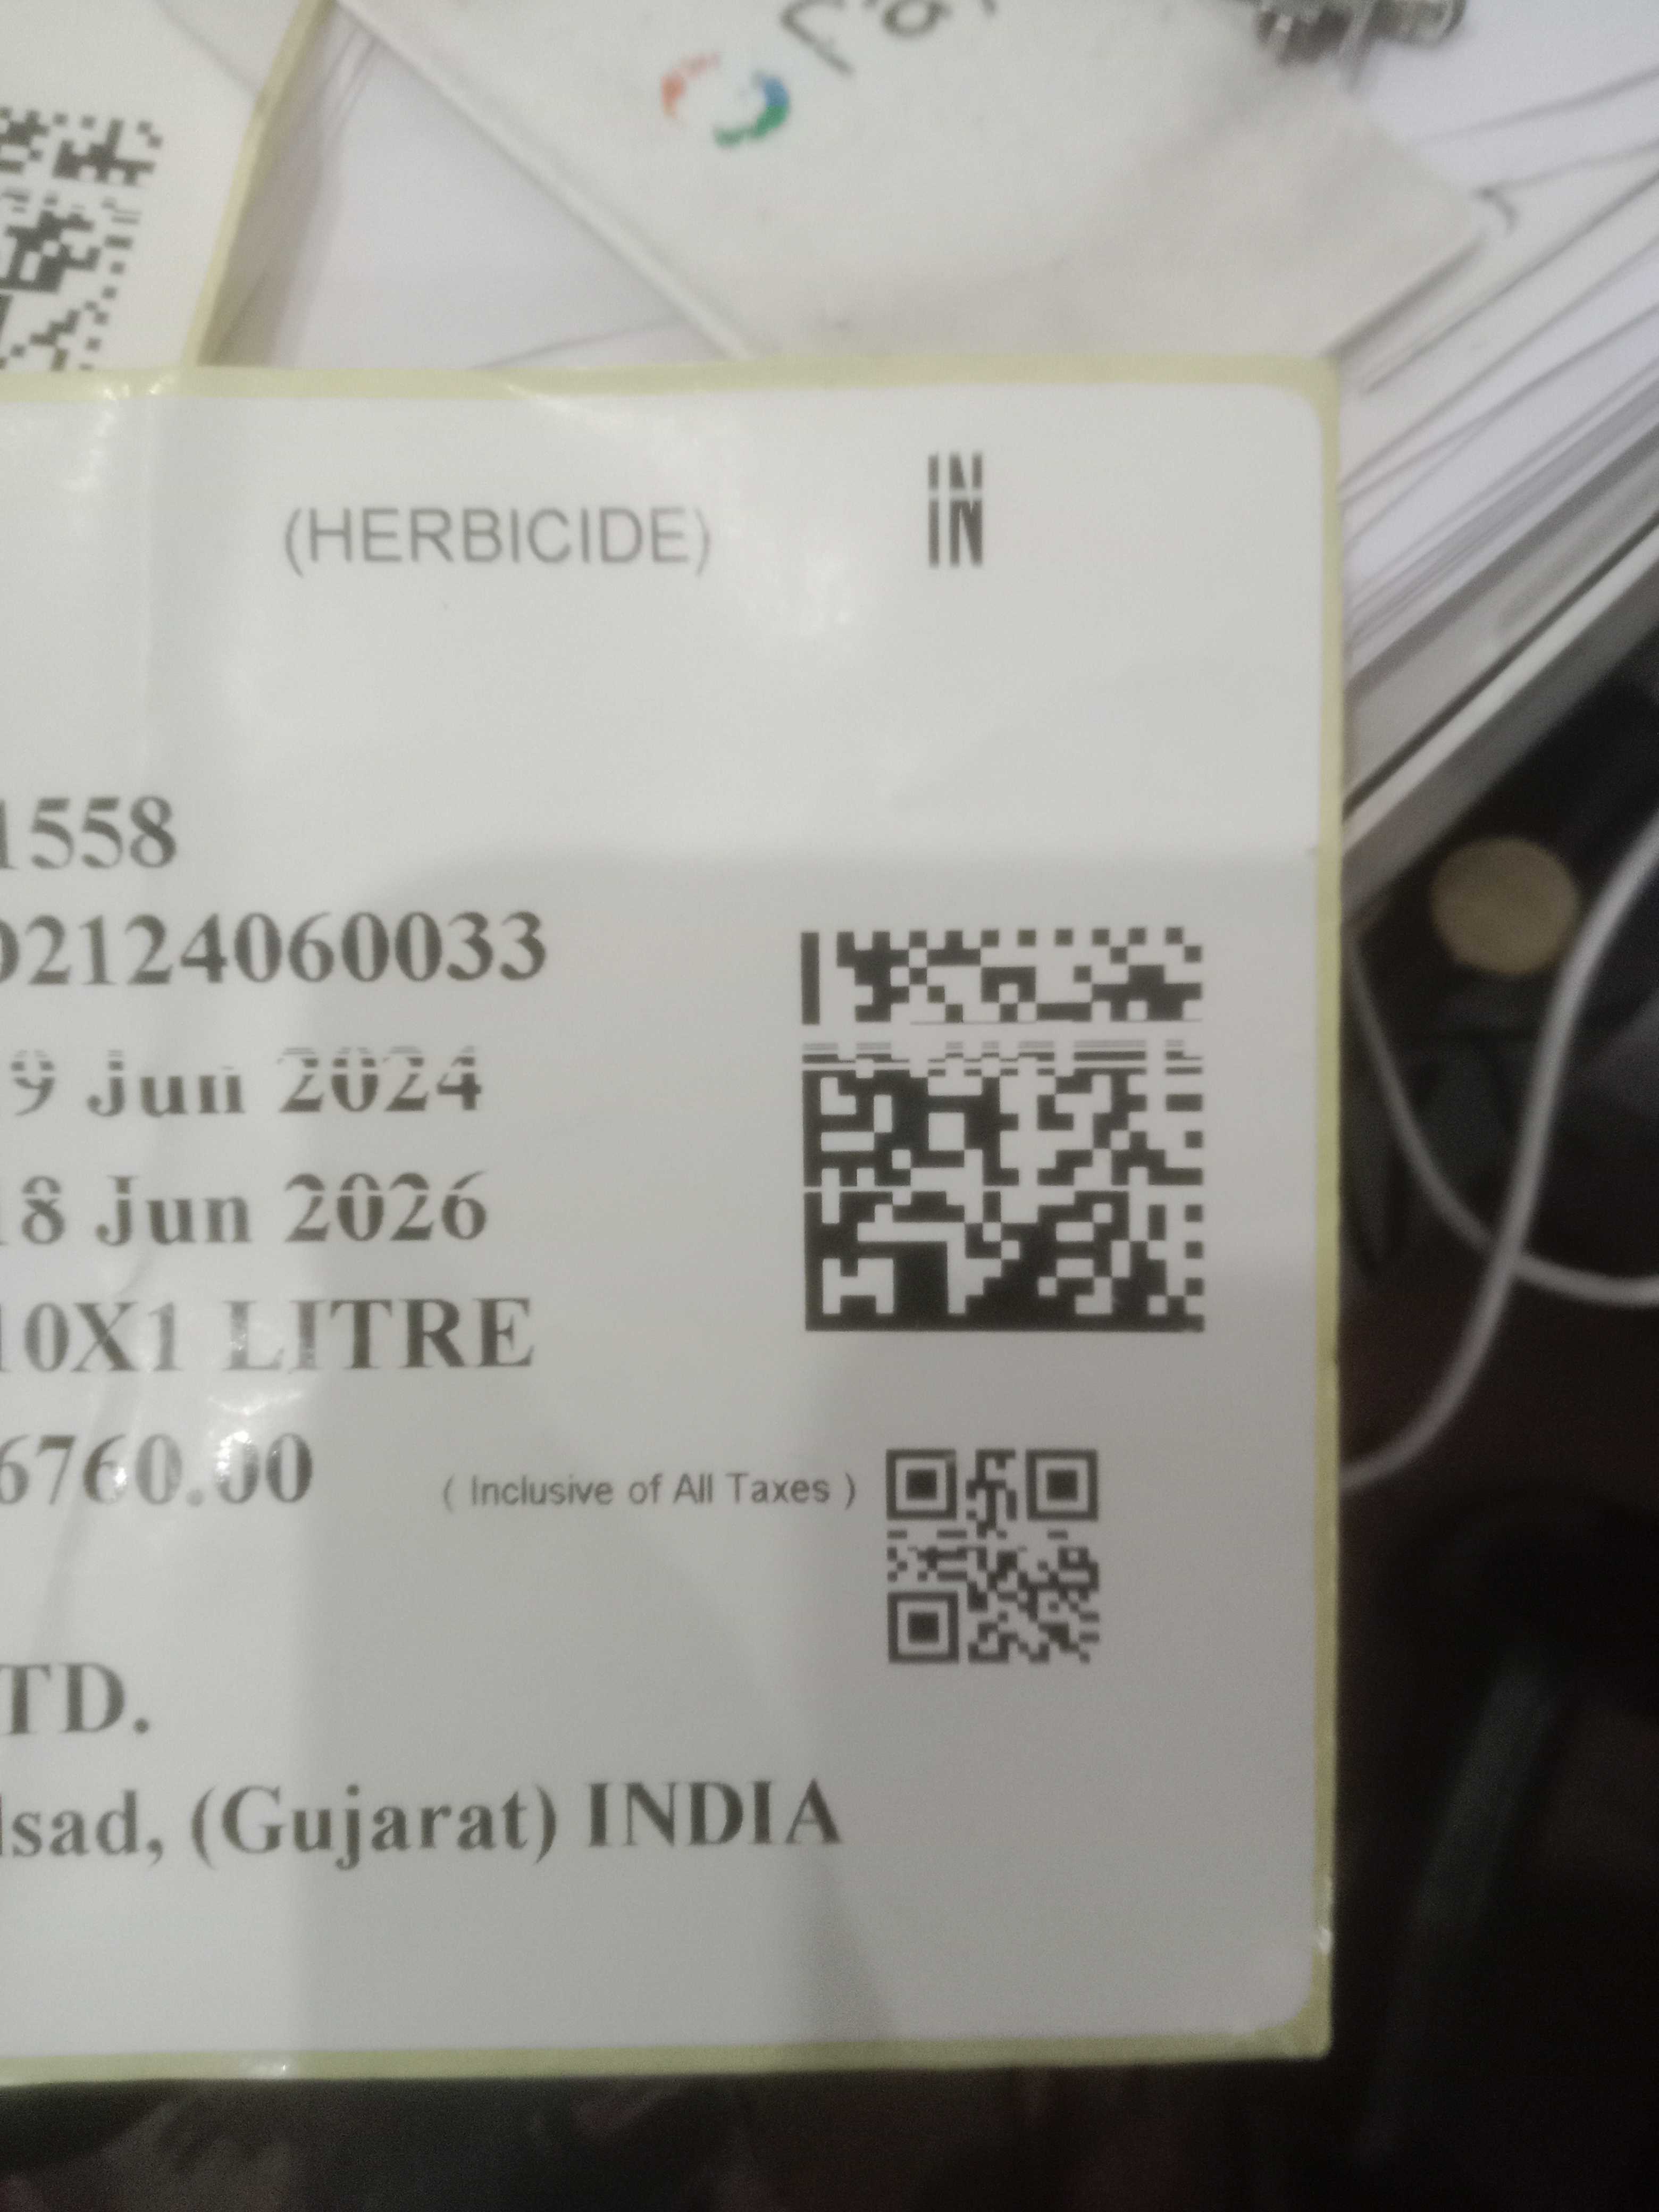 (HERBICIDE)
IN
1558
D2124060033
9 Jun 2024
18 Jun 2026
10X1 LITRE
6760.00 ( Inclusive of All Taxes )
TD.
lsad, (Gujarat) INDIA